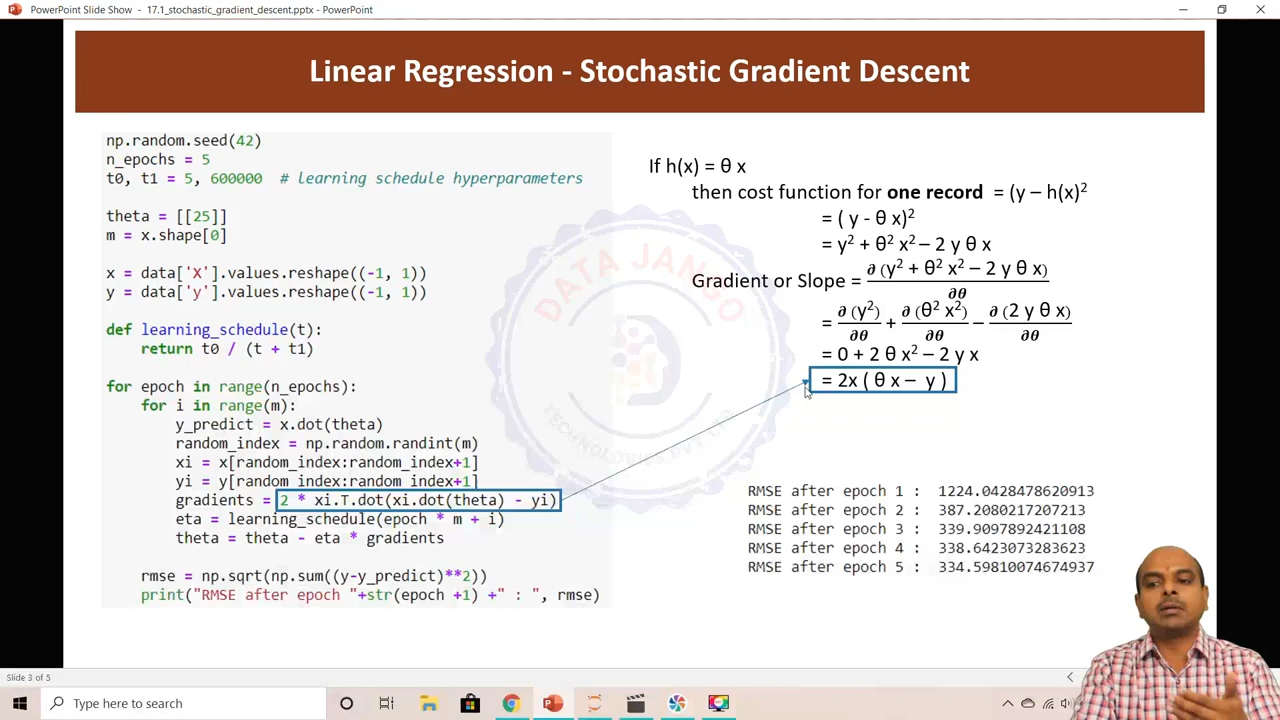 PowerPoint Slide Show - 17.1_stochastic_gradient_descent.pptx - PowerPoint
Linear Regression - Stochastic Gradient Descent
np.random.seed(42)
n_epochs = 5
t0, t1 = 5, 600000  # learning schedule hyperparameters
theta = [[25]]
m = x.shape[0]
x = data['X'].values.reshape((-1, 1))
y = data['y'].values.reshape((-1, 1))
def learning_schedule(t):
return t0 / (t + t1)
for epoch in range(n_epochs):
for i in range(m):
y_predict = x.dot(theta)
random_index = np.random.randint(m)
xi = x[random_index:random_index+1]
yi = y[random_index:random_index+1]
gradients = 2 * xi.T.dot(xi.dot(theta) - yi)
eta = learning_schedule(epoch * m + i)
theta = theta - eta * gradients
rmse = np.sqrt(np.sum((y-y_predict)**2))
print("RMSE after epoch "+str(epoch +1) +" : ", rmse)
If h(x) = θ x
then cost function for one record = (y – h(x)²
= ( y - θ x)²
= y² + θ² x² – 2 y θ x
Gradient or Slope = ∂ (y² + θ² x² – 2 y θ x)
∂θ
= ∂ (y²) + ∂ (θ² x²) − ∂ (2 y θ x)
∂θ ∂θ ∂θ
= 0 + 2 θ x² – 2 y x
= 2x ( θ x – y )
RMSE after epoch 1 : 1224.0428478620913
RMSE after epoch 2 : 387.2080217207213
RMSE after epoch 3 : 339.9097892421108
RMSE after epoch 4 : 338.6423073283623
RMSE after epoch 5 : 334.59810074674937
DATA JANGO
TECHNOLOGIES PVT LTD
Slide 3 of 5
Type here to search